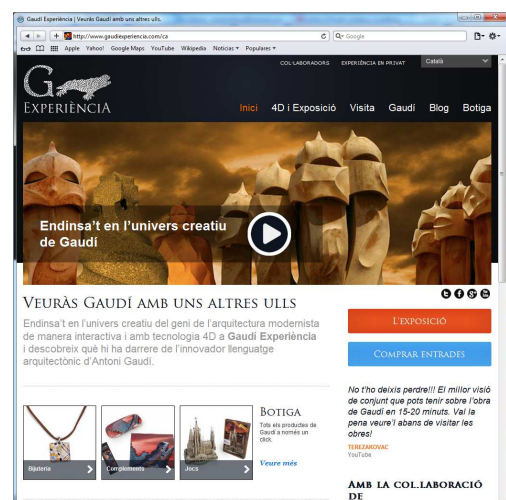 Gaudí Experiència | Veuràs Gaudí amb uns altres ulls.
http://www.gaudiexperiencia.com/ca
Google
Apple Yahoo! Google Maps YouTube Wikipedia Noticias Populares
COL·LABORADORS EXPERIÈNCIA EN PRIVAT Català
G
EXPERIÈNCIA
Inici 4D i Exposició Visita Gaudí Blog Botiga
Endinsa't en l'univers creatiu
de Gaudí
VEURÀS GAUDÍ AMB UNS ALTRES ULLS
Endinsa't en l'univers creatiu del geni de l'arquitectura modernista
de manera interactiva i amb tecnologia 4D a Gaudí Experiència
i descobreix què hi ha darrere de l'innovador llenguatge
arquitectònic d'Antoni Gaudí.
L'EXPOSICIÓ
COMPRAR ENTRADES
No t'ho deixis perdre!!! El millor visió
de conjunt que pots tenir sobre l'obra
de Gaudí en 15-20 minuts. Val la
pena veure'l abans de visitar les
obres!
TEREZAKOVAC
YouTube
Bijuteria
Complements
Jocs
BOTIGA
Tots els productes de
Gaudí a només un
click.
Veure més
AMB LA COL.LABORACIÓ
DE